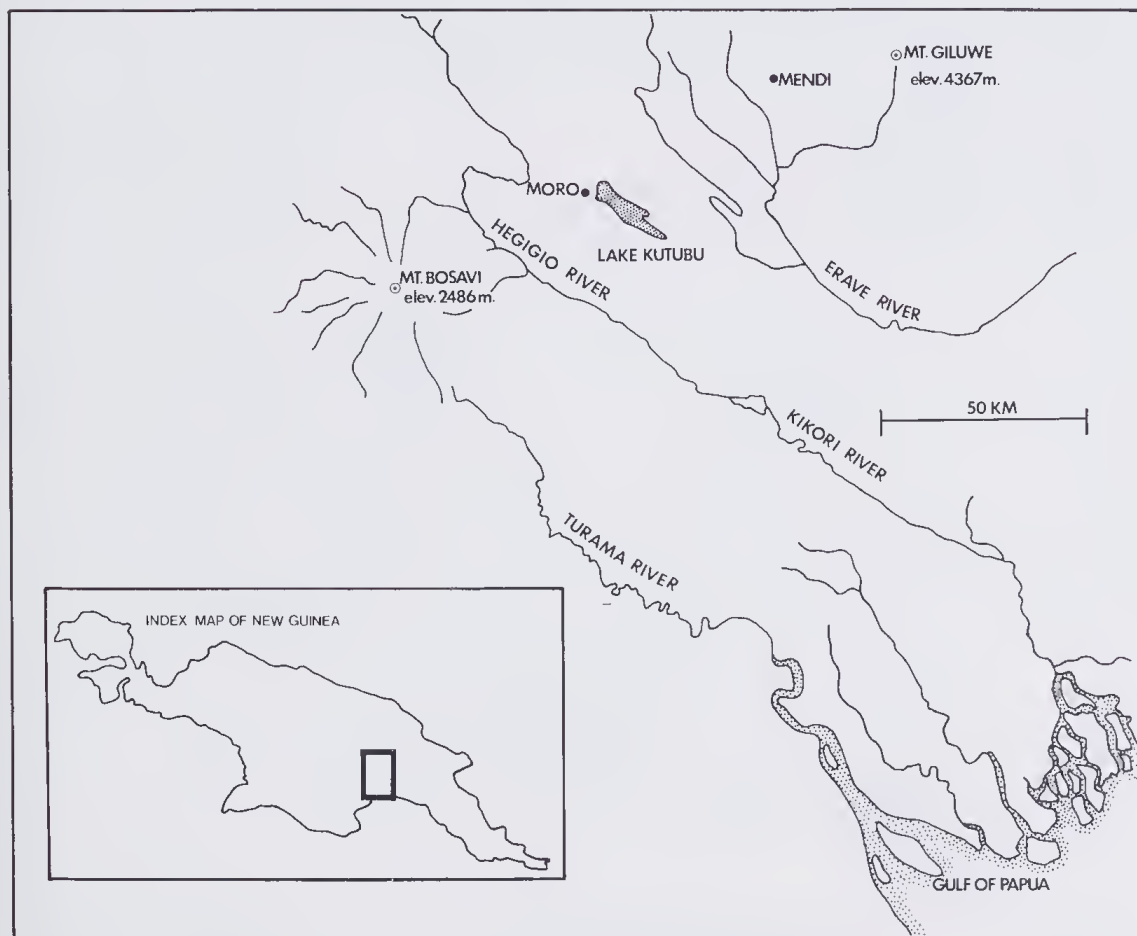 MT. GILUWE
elev. 4367m.
MENDI
MORO
LAKE KUTUBU
HEGIGIO RIVER
MT. BOSAVI
elev. 2486m.
ERAVE RIVER
50 KM
KIKORI RIVER
TURAMA RIVER
INDEX MAP OF NEW GUINEA
GULF OF PAPUA